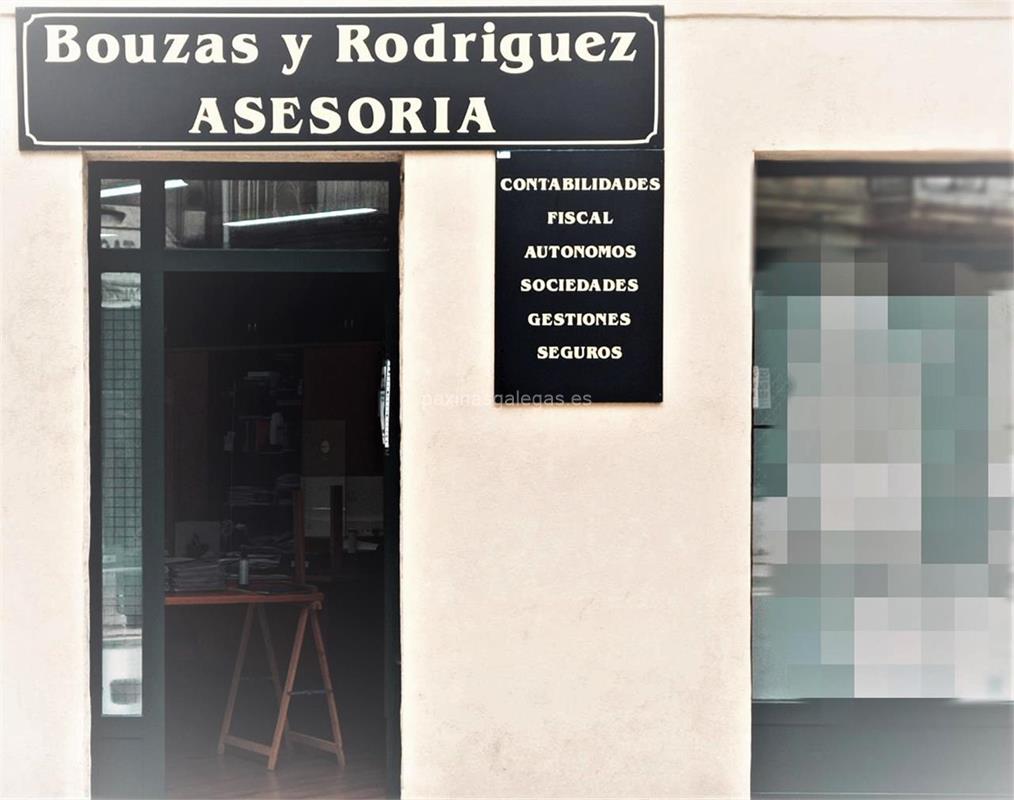 Bouzas y Rodriguez
ASESORIA
CONTABILIDADES
FISCAL
AUTONOMOS
SOCIEDADES
GESTIONES
SEGUROS
paxinasgalegas.es